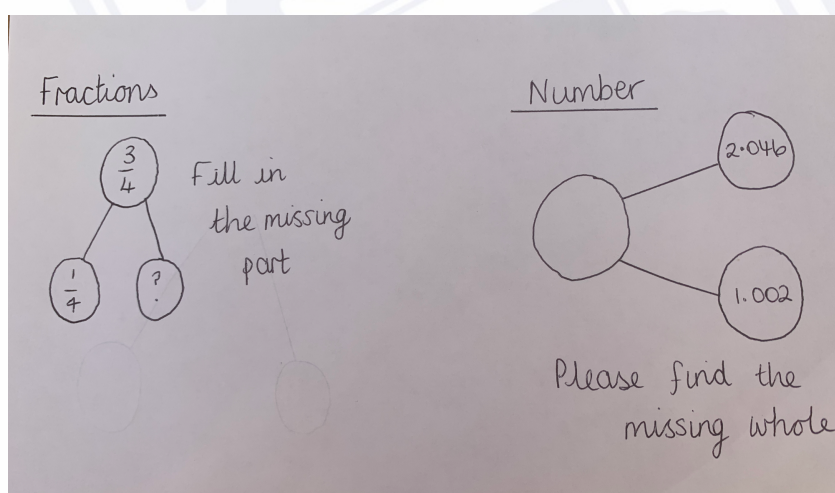 Fractions
3
4
1
4
?
Fill in
the missing
part
Number
2.046
1.002
Please find the
missing whole